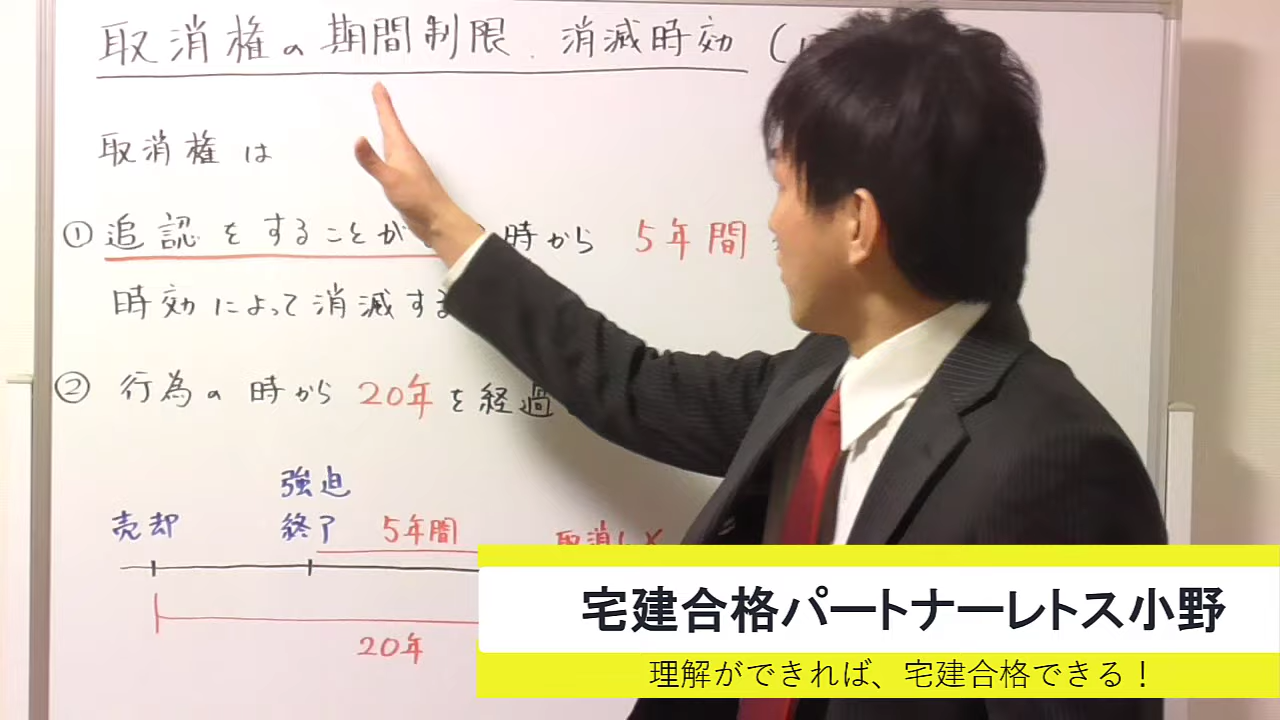 取消権の期間制限、消滅時効 (
取消権は
① 追認をすることが 時から 5年間
時効によって消滅する
② 行為の時から 20年を経過
強迫
売却 終了 5年間 取消し×
20年
宅建合格パートナーレトス小野
理解ができれば、宅建合格できる！